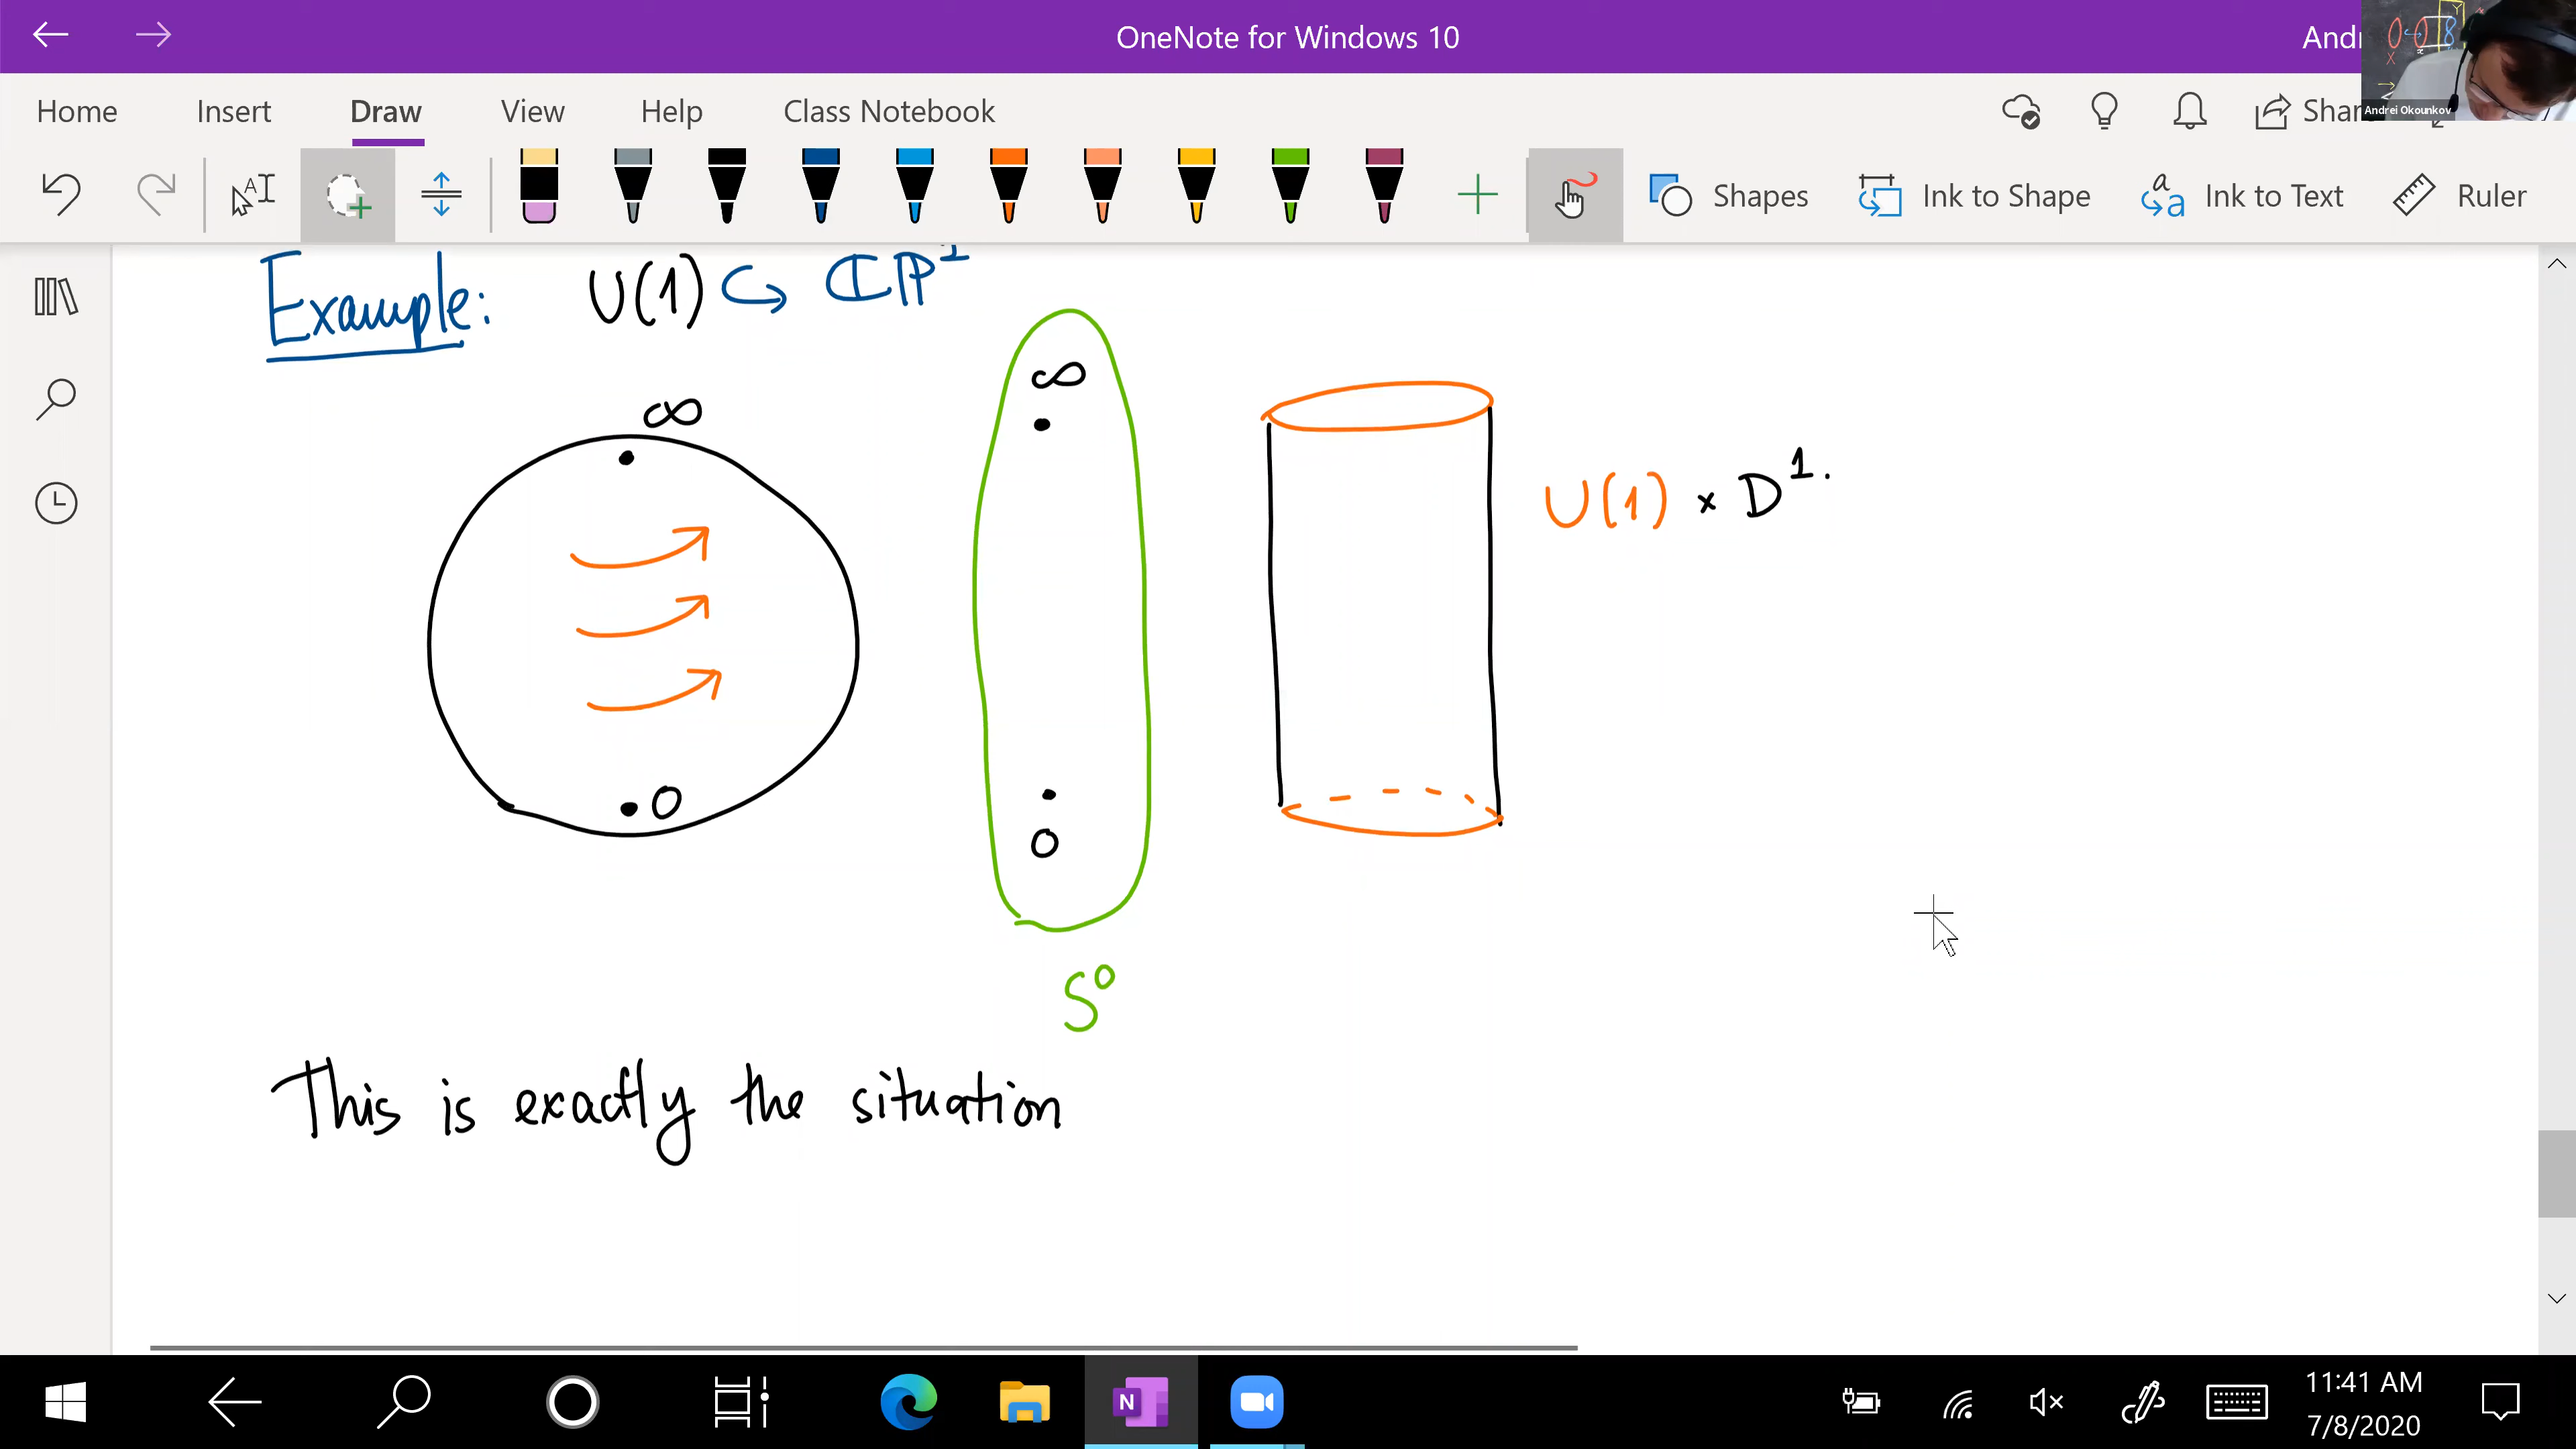 OneNote for Windows 10
Andr
Andrei Okounkov
Home Insert Draw View Help Class Notebook
Shar
Shapes Ink to Shape Ink to Text Ruler
Example: U(1) ↪ ℂℙ¹
∞
∞
U(1) × D¹.
0
0
S⁰
This is exactly the situation
11:41 AM
7/8/2020